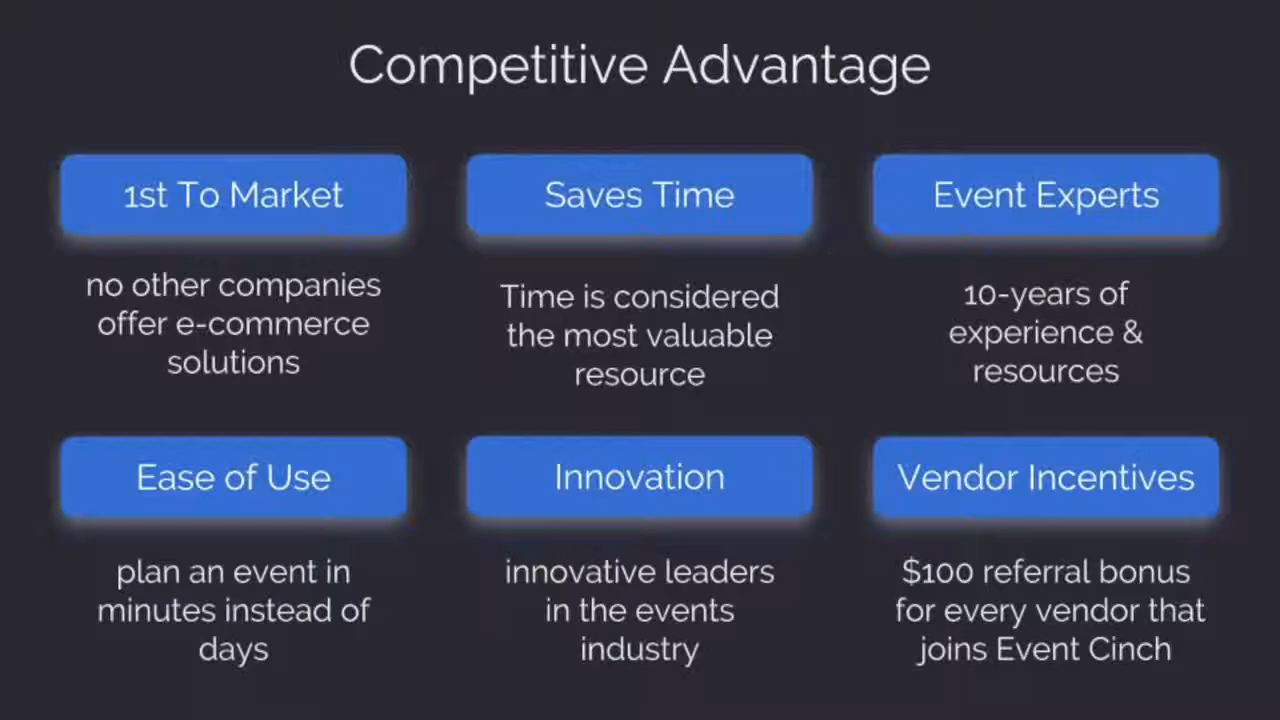 Competitive Advantage
1st To Market
no other companies
offer e-commerce
solutions
Saves Time
Time is considered
the most valuable
resource
Event Experts
10-years of
experience &
resources
Ease of Use
plan an event in
minutes instead of
days
Innovation
innovative leaders
in the events
industry
Vendor Incentives
$100 referral bonus
for every vendor that
joins Event Cinch